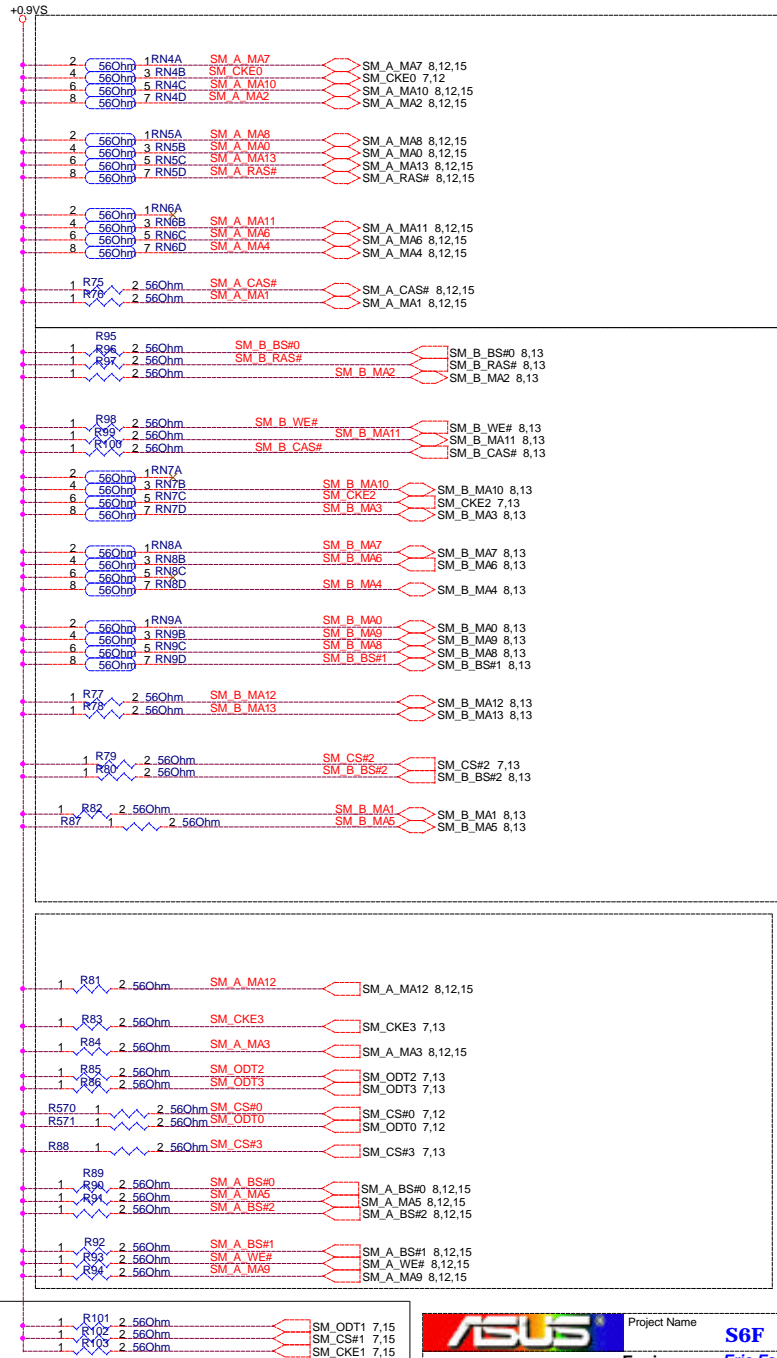 +0.9VS
2 56Ohm 1 RN4A SM_A_MA7 SM_A_MA7 8,12,15
4 56Ohm 3 RN4B SM_CKE0 SM_CKE0 7,12
6 56Ohm 5 RN4C SM_A_MA10 SM_A_MA10 8,12,15
8 56Ohm 7 RN4D SM_A_MA2 SM_A_MA2 8,12,15
2 56Ohm 1 RN5A SM_A_MA8 SM_A_MA8 8,12,15
4 56Ohm 3 RN5B SM_A_MA0 SM_A_MA0 8,12,15
6 56Ohm 5 RN5C SM_A_MA13 SM_A_MA13 8,12,15
8 56Ohm 7 RN5D SM_A_RAS# SM_A_RAS# 8,12,15
2 56Ohm 1 RN6A
4 56Ohm 3 RN6B SM_A_MA11 SM_A_MA11 8,12,15
6 56Ohm 5 RN6C SM_A_MA6 SM_A_MA6 8,12,15
8 56Ohm 7 RN6D SM_A_MA4 SM_A_MA4 8,12,15
1 R75 2 56Ohm SM_A_CAS# SM_A_CAS# 8,12,15
1 R76 2 56Ohm SM_A_MA1 SM_A_MA1 8,12,15
1 R95 2 56Ohm SM_B_BS#0 SM_B_BS#0 8,13
1 R96 2 56Ohm SM_B_RAS# SM_B_RAS# 8,13
1 R97 2 56Ohm SM_B_MA2 SM_B_MA2 8,13
1 R98 2 56Ohm SM_B_WE# SM_B_WE# 8,13
1 R99 2 56Ohm SM_B_MA11 SM_B_MA11 8,13
1 R100 2 56Ohm SM_B_CAS# SM_B_CAS# 8,13
2 56Ohm 1 RN7A
4 56Ohm 3 RN7B SM_B_MA10 SM_B_MA10 8,13
6 56Ohm 5 RN7C SM_CKE2 SM_CKE2 7,13
8 56Ohm 7 RN7D SM_B_MA3 SM_B_MA3 8,13
2 56Ohm 1 RN8A SM_B_MA7 SM_B_MA7 8,13
4 56Ohm 3 RN8B SM_B_MA6 SM_B_MA6 8,13
6 56Ohm 5 RN8C
8 56Ohm 7 RN8D SM_B_MA4 SM_B_MA4 8,13
2 56Ohm 1 RN9A SM_B_MA0 SM_B_MA0 8,13
4 56Ohm 3 RN9B SM_B_MA9 SM_B_MA9 8,13
6 56Ohm 5 RN9C SM_B_MA8 SM_B_MA8 8,13
8 56Ohm 7 RN9D SM_B_BS#1 SM_B_BS#1 8,13
1 R77 2 56Ohm SM_B_MA12 SM_B_MA12 8,13
1 R78 2 56Ohm SM_B_MA13 SM_B_MA13 8,13
1 R79 2 56Ohm SM_CS#2 SM_CS#2 7,13
1 R80 2 56Ohm SM_B_BS#2 SM_B_BS#2 8,13
1 R82 2 56Ohm SM_B_MA1 SM_B_MA1 8,13
R87 1 2 56Ohm SM_B_MA5 SM_B_MA5 8,13
1 R81 2 56Ohm SM_A_MA12 SM_A_MA12 8,12,15
1 R83 2 56Ohm SM_CKE3 SM_CKE3 7,13
1 R84 2 56Ohm SM_A_MA3 SM_A_MA3 8,12,15
1 R85 2 56Ohm SM_ODT2 SM_ODT2 7,13
1 R86 2 56Ohm SM_ODT3 SM_ODT3 7,13
R570 1 2 56Ohm SM_CS#0 SM_CS#0 7,12
R571 1 2 56Ohm SM_ODT0 SM_ODT0 7,12
R88 1 2 56Ohm SM_CS#3 SM_CS#3 7,13
1 R89 2 56Ohm SM_A_BS#0 SM_A_BS#0 8,12,15
1 R90 2 56Ohm SM_A_MA5 SM_A_MA5 8,12,15
1 R91 2 56Ohm SM_A_BS#2 SM_A_BS#2 8,12,15
1 R92 2 56Ohm SM_A_BS#1 SM_A_BS#1 8,12,15
1 R93 2 56Ohm SM_A_WE# SM_A_WE# 8,12,15
1 R94 2 56Ohm SM_A_MA9 SM_A_MA9 8,12,15
1 R101 2 56Ohm SM_ODT1 7,15
1 R102 2 56Ohm SM_CS#1 7,15
1 R103 2 56Ohm SM_CKE1 7,15
ASUS Project Name
S6F